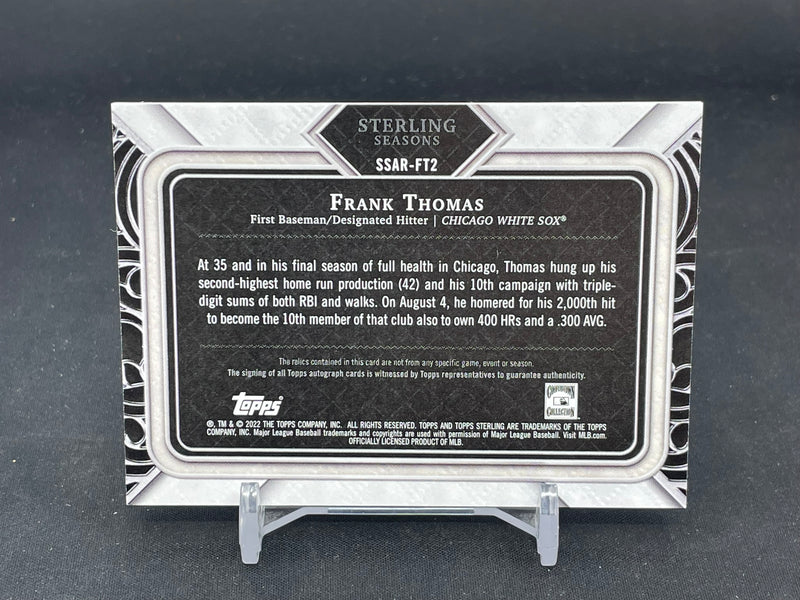 STERLING
SEASONS
SSAR-FT2
FRANK THOMAS
First Baseman/Designated Hitter | CHICAGO WHITE SOX®
At 35 and in his final season of full health in Chicago, Thomas hung up his
second-highest home run production (42) and his 10th campaign with triple-
digit sums of both RBI and walks. On August 4, he homered for his 2,000th hit
to become the 10th member of that club also to own 400 HRs and a .300 AVG.
The relics contained in this card are not from any specific game, event or season.
The signing of all Topps autograph cards is witnessed by Topps representatives to guarantee authenticity.
Topps
COOPERSTOWN
COLLECTION
®, TM & © 2022 THE TOPPS COMPANY, INC. ALL RIGHTS RESERVED. TOPPS AND TOPPS STERLING ARE TRADEMARKS OF THE TOPPS
COMPANY, INC. Major League Baseball trademarks and copyrights are used with permission of Major League Baseball. Visit MLB.com.
OFFICIALLY LICENSED PRODUCT OF MLB.